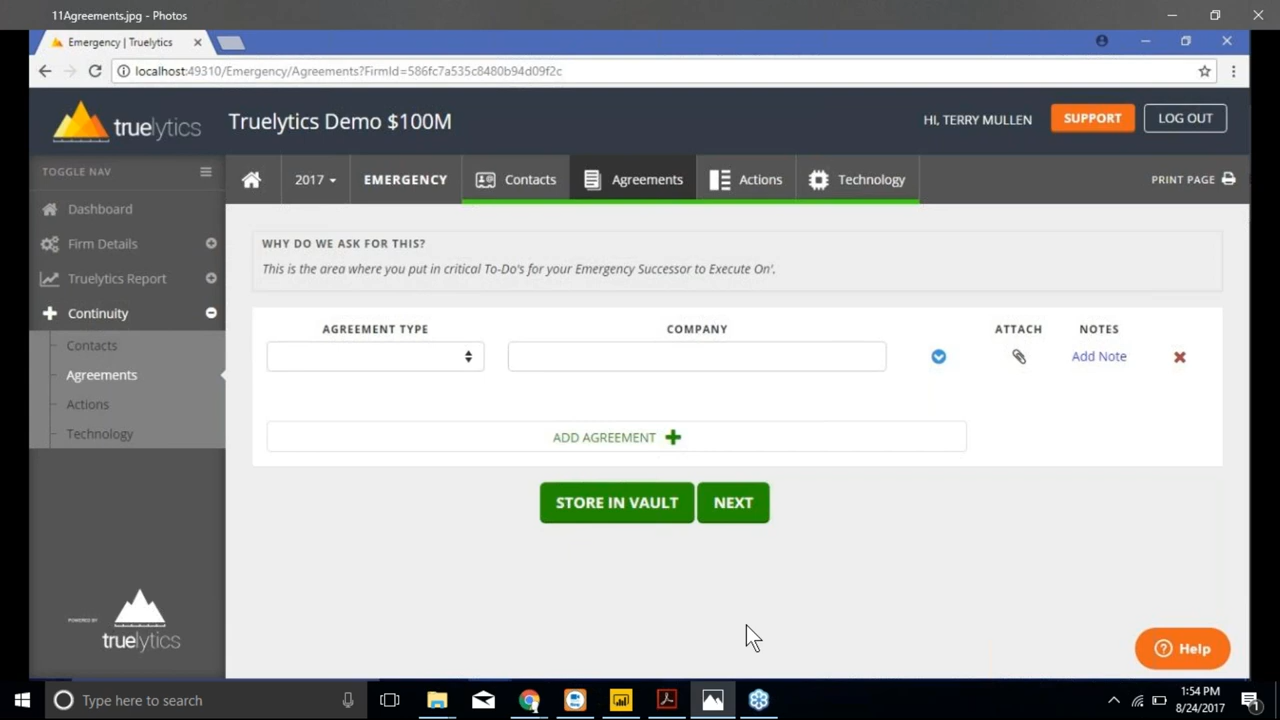 11Agreements.jpg - Photos
Emergency | Truelytics
localhost:49310/Emergency/Agreements?FirmId=586fc7a535c8480b94d09f2c
truelytics
Truelytics Demo $100M
HI, TERRY MULLEN
SUPPORT
LOG OUT
TOGGLE NAV
2017
EMERGENCY
Contacts
Agreements
Actions
Technology
PRINT PAGE
Dashboard
Firm Details
Truelytics Report
Continuity
Contacts
Agreements
Actions
Technology
WHY DO WE ASK FOR THIS?
This is the area where you put in critical To-Do's for your Emergency Successor to Execute On'.
AGREEMENT TYPE
COMPANY
ATTACH
NOTES
Add Note
ADD AGREEMENT
STORE IN VAULT
NEXT
POWERED BY
truelytics
Help
Type here to search
1:54 PM
8/24/2017
1